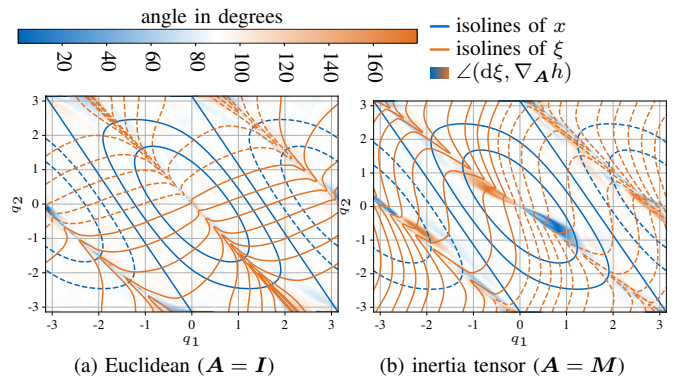 angle in degrees
20 40 60 80 100 120 140 160
isolines of x
isolines of ξ
∠(dξ, ∇_A h)
3 2 1 0 -1 -2 -3
q₂
-3 -2 -1 0 1 2 3
q₁
(a) Euclidean (A = I)
3 2 1 0 -1 -2 -3
q₂
-3 -2 -1 0 1 2 3
q₁
(b) inertia tensor (A = M)